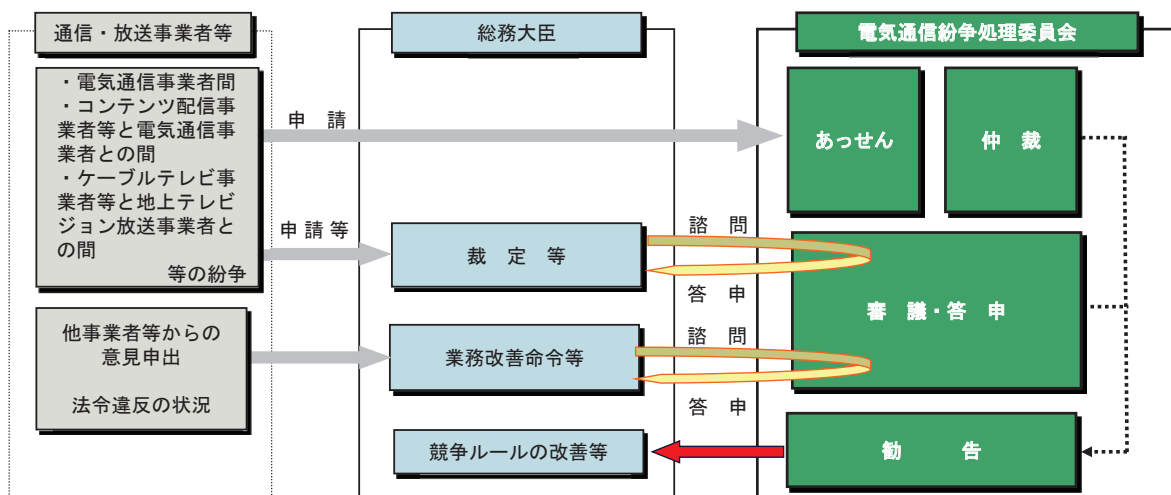 通信・放送事業者等
総務大臣
電気通信紛争処理委員会
・電気通信事業者間
・コンテンツ配信事
業者等と電気通信事
業者との間
・ケーブルテレビ事
業者等と地上テレビ
ジョン放送事業者と
の間
等の紛争
申 請
あっせん
仲 裁
申請等
裁 定 等
諮 問
答 申
審 議・答 申
他事業者等からの
意見申出
法令違反の状況
業務改善命令等
諮 問
答 申
競争ルールの改善等
勧 告